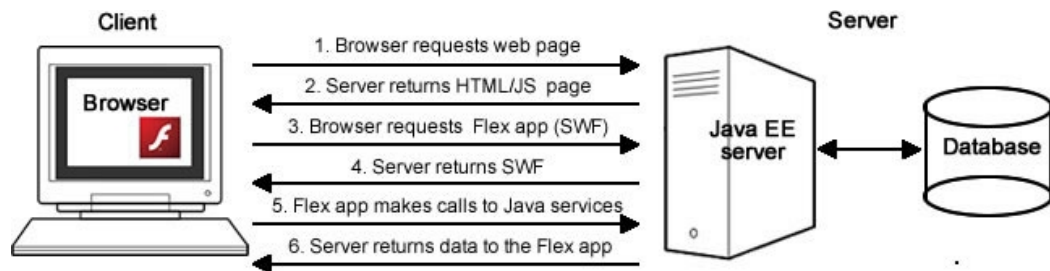 Client
Server
1. Browser requests web page
2. Server returns HTML/JS page
Browser
3. Browser requests Flex app (SWF)
Java EE
server
Database
4. Server returns SWF
5. Flex app makes calls to Java services
6. Server returns data to the Flex app